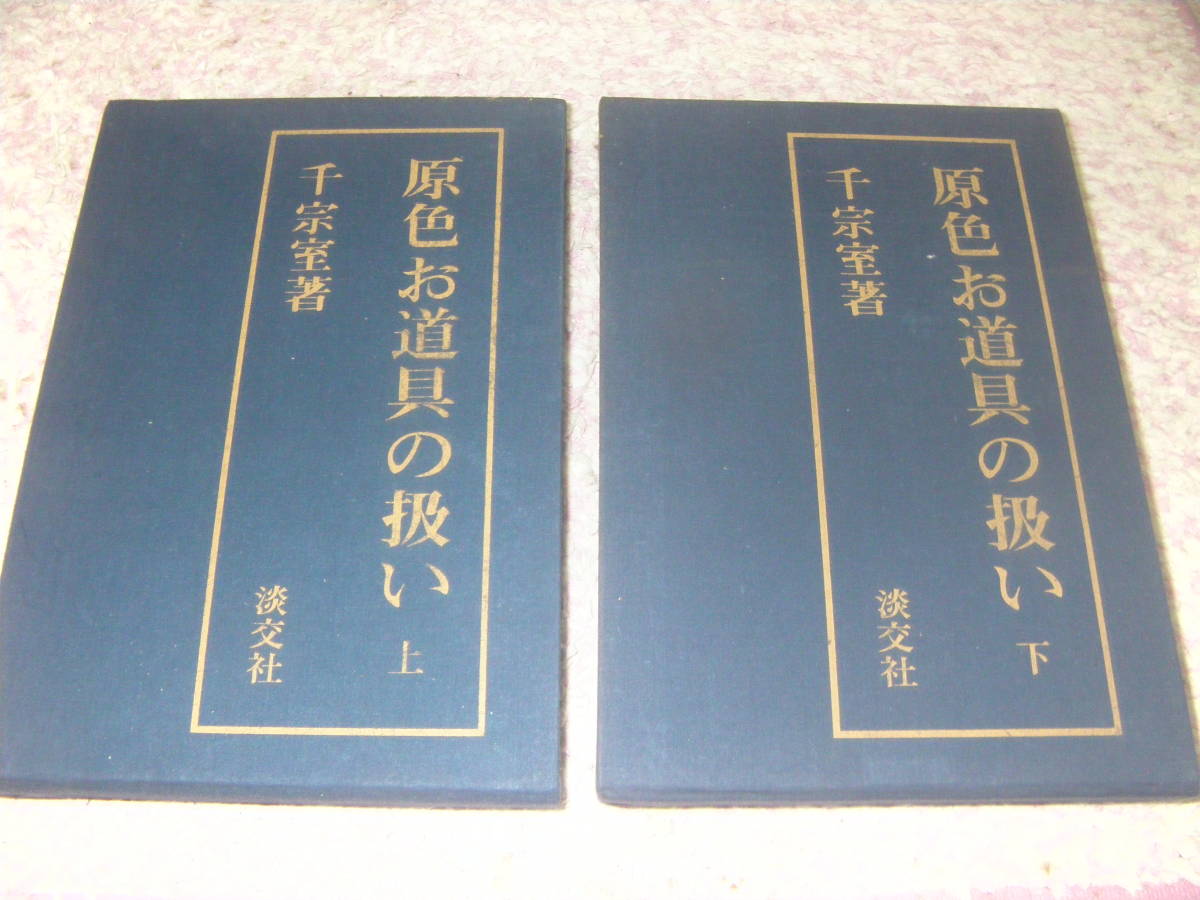 原色お道具の扱い 上
千宗室著
淡交社
原色お道具の扱い 下
千宗室著
淡交社